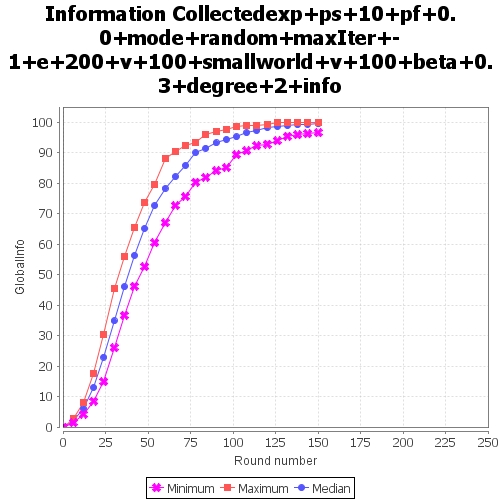 Information Collectedexp+ps+10+pf+0.
0+mode+random+maxIter+-
1+e+200+v+100+smallworld+v+100+beta+0.
3+degree+2+info
100
90
80
70
60
50
40
30
20
10
0
GlobalInfo
0 25 50 75 100 125 150 175 200 225 250
Round number
Minimum Maximum Median